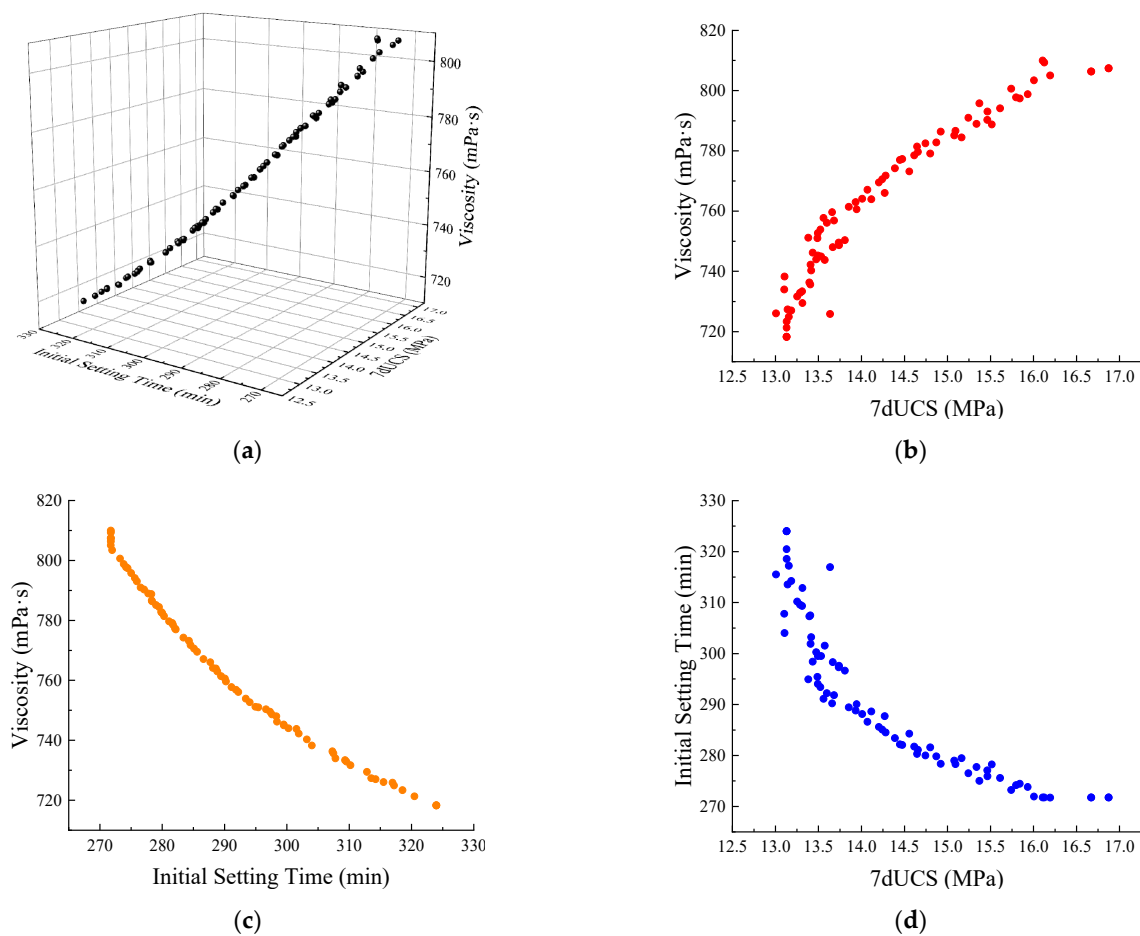 800
780
760
740
720
Viscosity (mPa·s)
17.0
16.5
16.0
15.5
15.0
14.5
14.0
13.5
13.0
12.5
7dUCS (MPa)
330
320
310
300
290
280
270
Initial Setting Time (min)
(a)
820
800
780
760
740
720
Viscosity (mPa·s)
12.5 13.0 13.5 14.0 14.5 15.0 15.5 16.0 16.5 17.0
7dUCS (MPa)
(b)
820
800
780
760
740
720
Viscosity (mPa·s)
270 280 290 300 310 320 330
Initial Setting Time (min)
(c)
330
320
310
300
290
280
270
Initial Setting Time (min)
12.5 13.0 13.5 14.0 14.5 15.0 15.5 16.0 16.5 17.0
7dUCS (MPa)
(d)